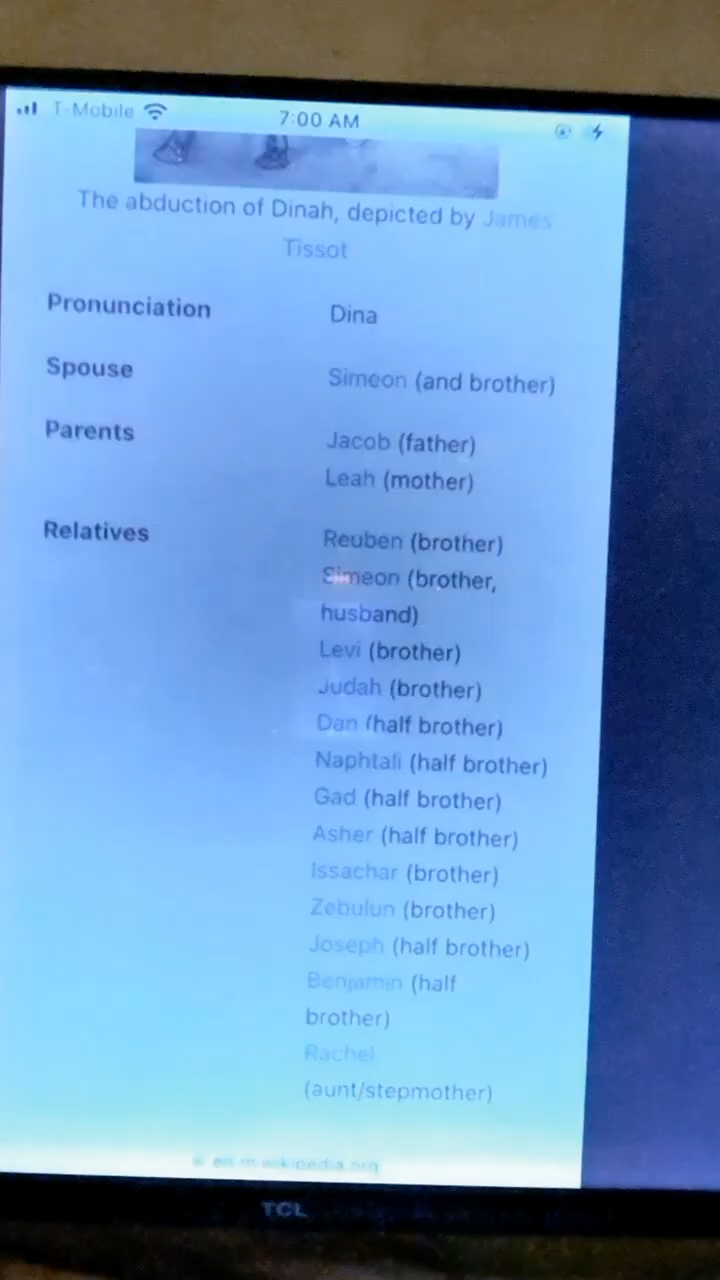 T-Mobile
7:00 AM
The abduction of Dinah, depicted by James
Tissot
Pronunciation
Dina
Spouse
Simeon (and brother)
Parents
Jacob (father)
Leah (mother)
Relatives
Reuben (brother)
Simeon (brother,
husband)
Levi (brother)
Judah (brother)
Dan (half brother)
Naphtali (half brother)
Gad (half brother)
Asher (half brother)
Issachar (brother)
Zebulun (brother)
Joseph (half brother)
Benjamin (half
brother)
Rachel
(aunt/stepmother)
en.m.wikipedia.org
TCL